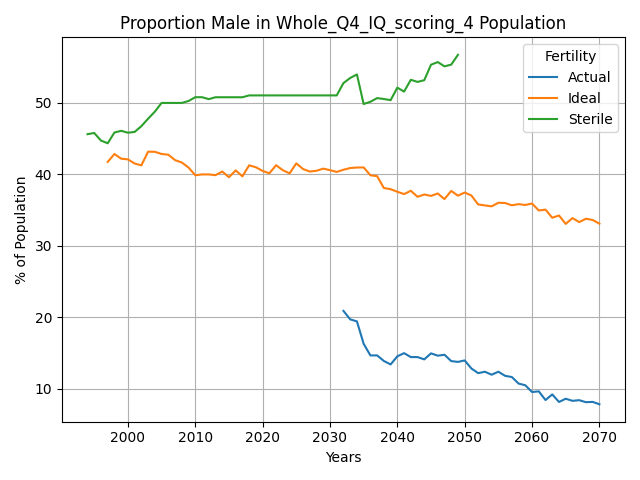 Proportion Male in Whole_Q4_IQ_scoring_4 Population
Fertility
Actual
Ideal
Sterile
% of Population
50
40
30
20
10
2000 2010 2020 2030 2040 2050 2060 2070
Years